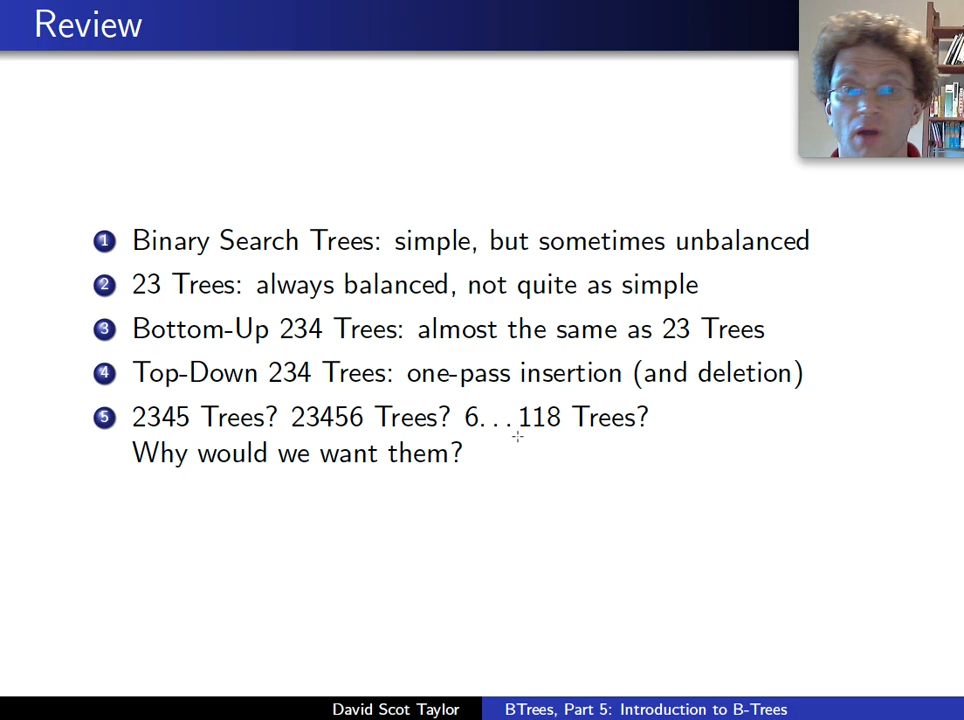 Review
1 Binary Search Trees: simple, but sometimes unbalanced
2 23 Trees: always balanced, not quite as simple
3 Bottom-Up 234 Trees: almost the same as 23 Trees
4 Top-Down 234 Trees: one-pass insertion (and deletion)
5 2345 Trees? 23456 Trees? 6...118 Trees?
Why would we want them?
David Scot Taylor BTrees, Part 5: Introduction to B-Trees